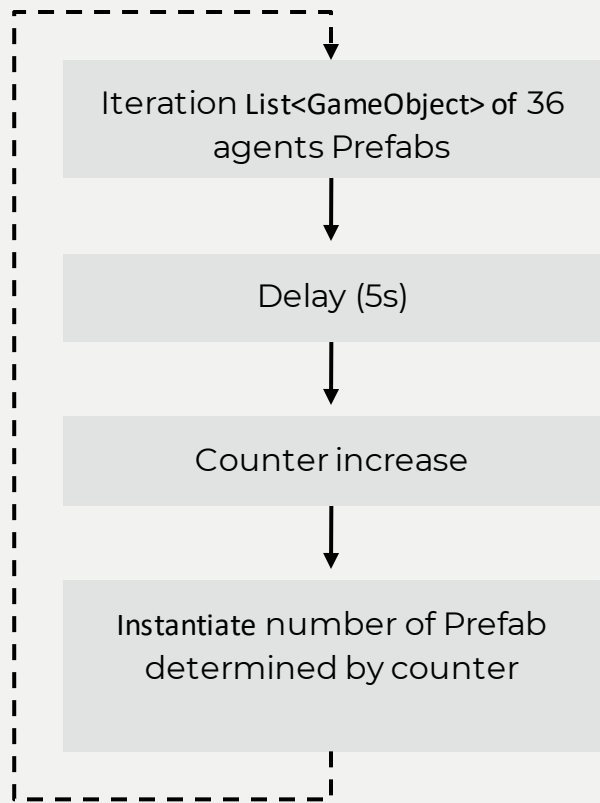 Iteration List<GameObject> of 36
agents Prefabs
Delay (5s)
Counter increase
Instantiate number of Prefab
determined by counter